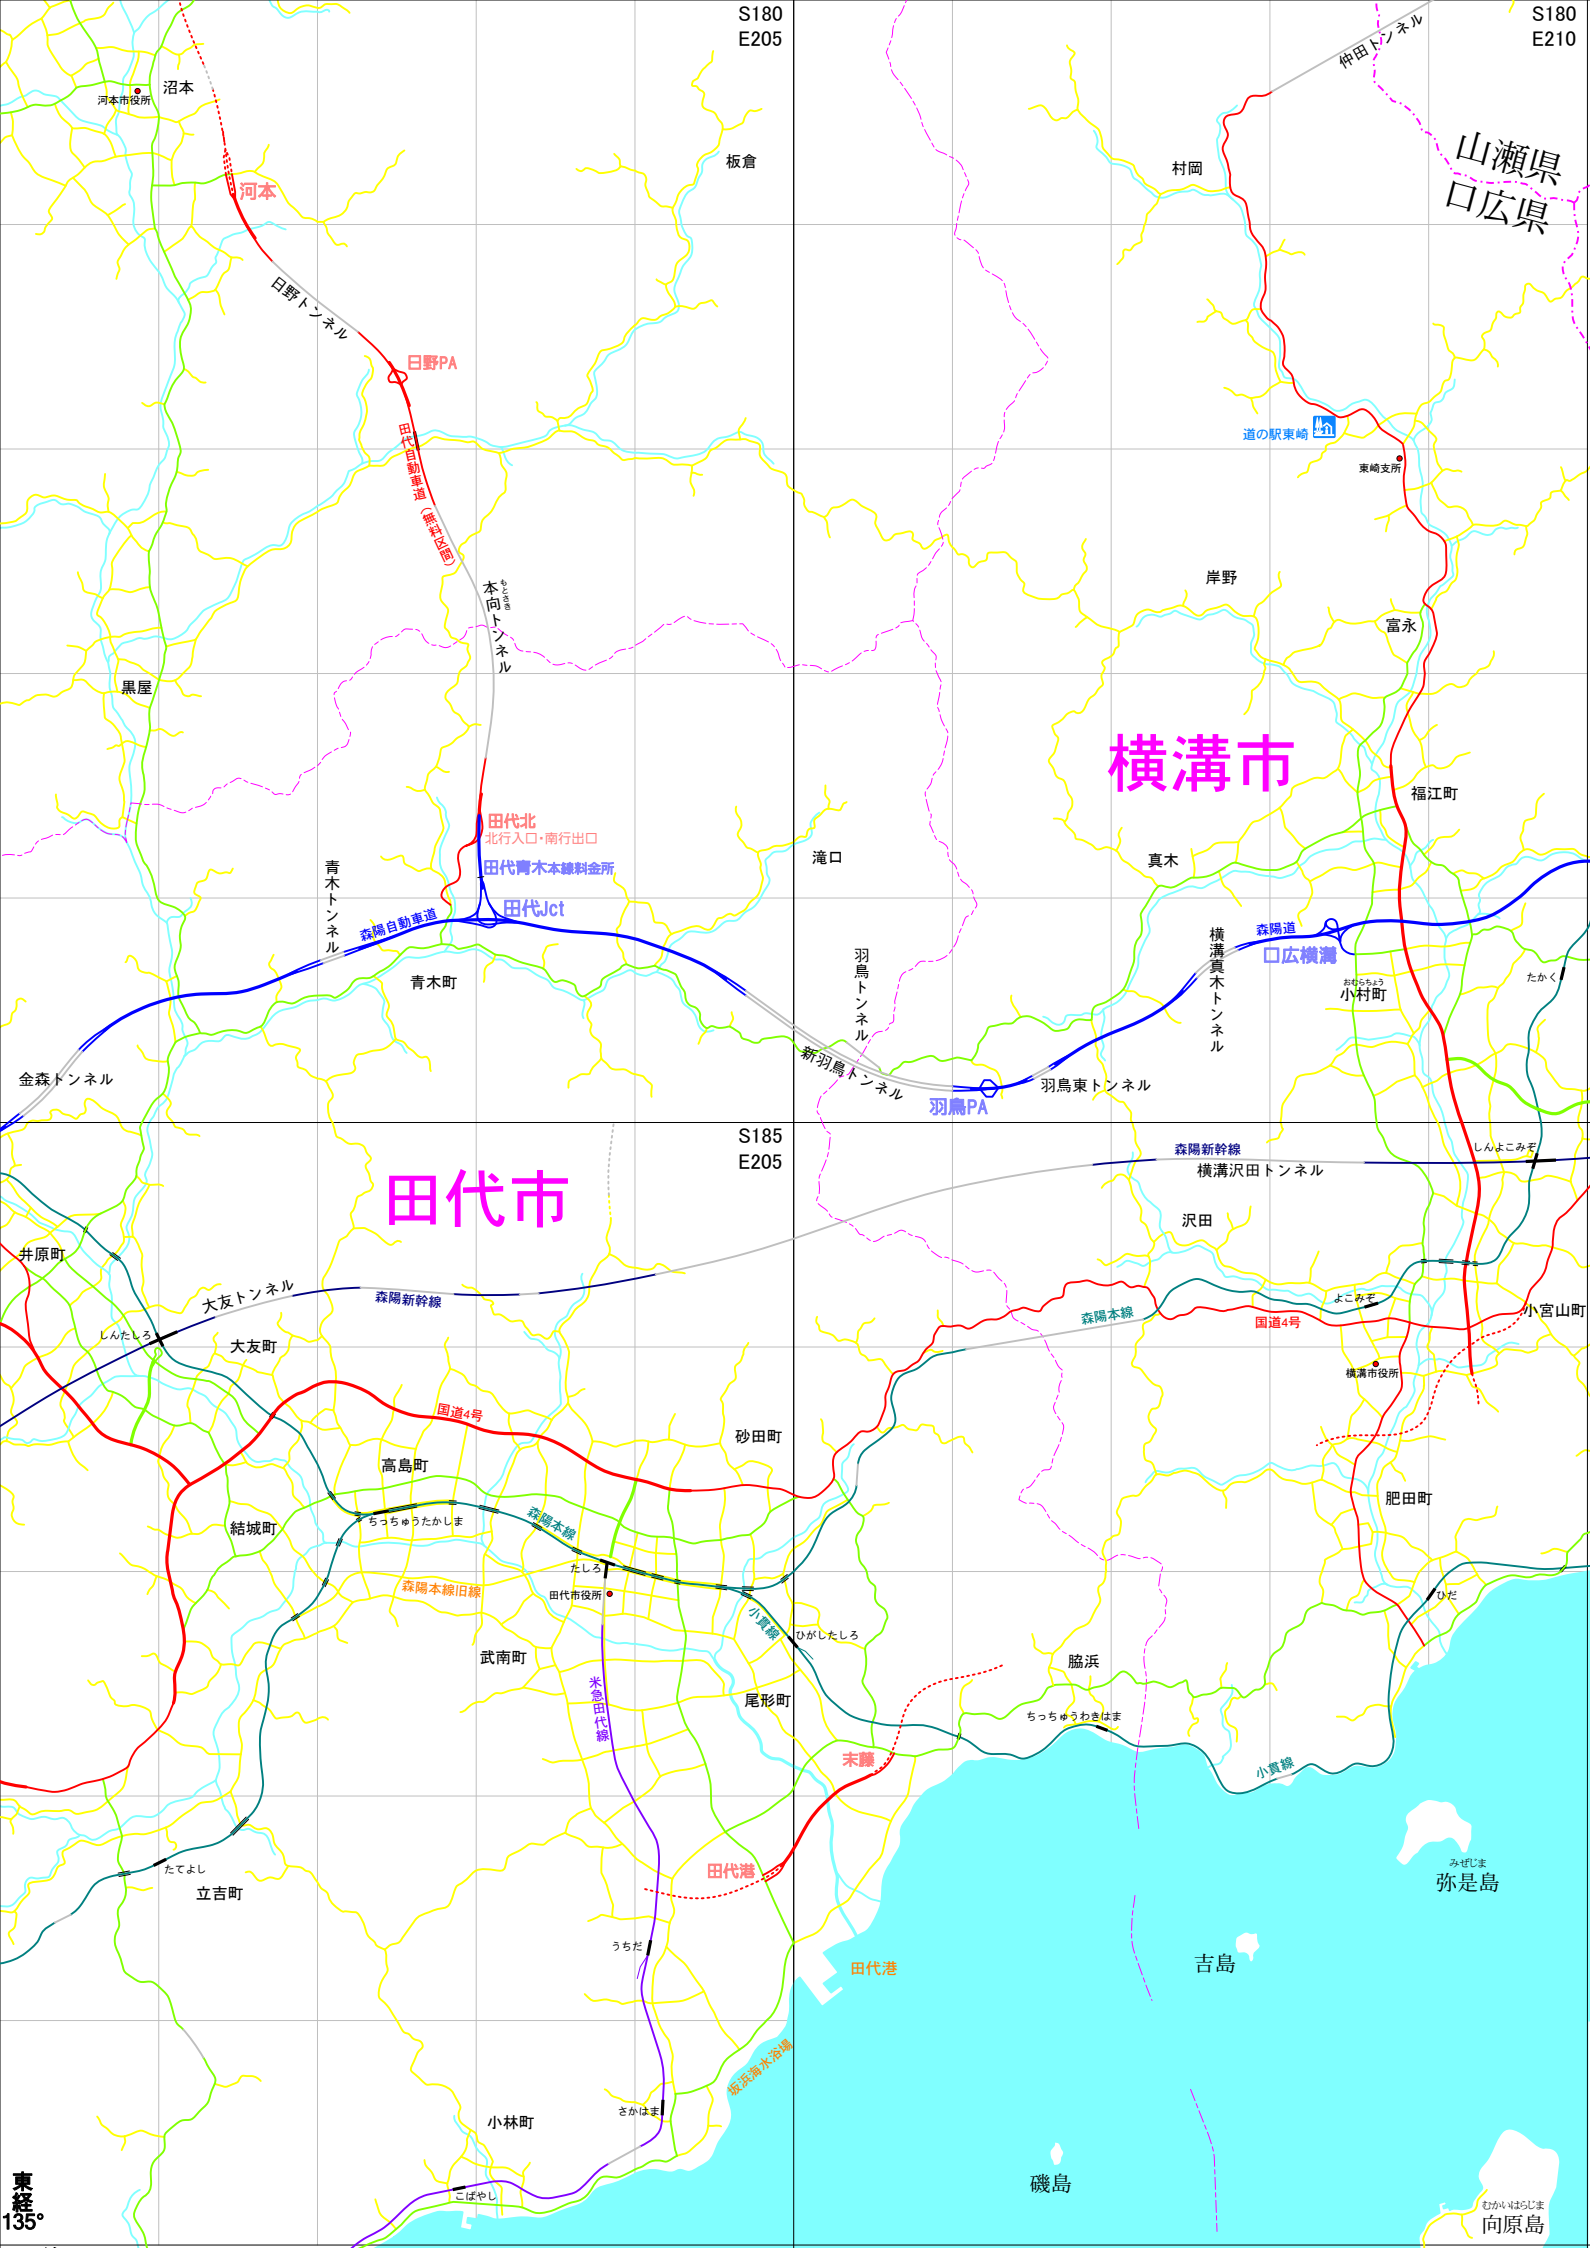 S180
E205
S180
E210
仲田トンネル
沼本
河本市役所
板倉
村岡
山瀬県
口広県
河本
日野トンネル
日野PA
田代自動車道（無料区間）
道の駅東崎
東崎支所
本向トンネル
もとさき
岸野
富永
黒屋
横溝市
福江町
田代北
北行入口・南行出口
田代青木本線料金所
田代Jct
青木トンネル
森陽自動車道
青木町
滝口
真木
羽鳥トンネル
横溝真木トンネル
森陽道
口広横溝
おむらちょう
小村町
たかく
金森トンネル
新羽鳥トンネル
羽鳥PA
羽鳥東トンネル
S185
E205
田代市
森陽新幹線
横溝沢田トンネル
しんよこみぞ
沢田
井原町
大友トンネル
森陽新幹線
しんたしろ
大友町
森陽本線
よこみぞ
国道4号
小宮山町
横溝市役所
国道4号
砂田町
高島町
肥田町
結城町
ちっちゅうたかしま
森陽本線
たしろ
森陽本線旧線
田代市役所
小貫線
ひだ
ひがしたしろ
武南町
脇浜
米急田代線
尾形町
ちっちゅうわきはま
末藤
小貫線
田代港
たてよし
立吉町
みぜじま
弥是島
うちだ
田代港
吉島
坂浜海水浴場
さかはま
小林町
磯島
こばやし
むかいはらじま
向原島
東経
135°